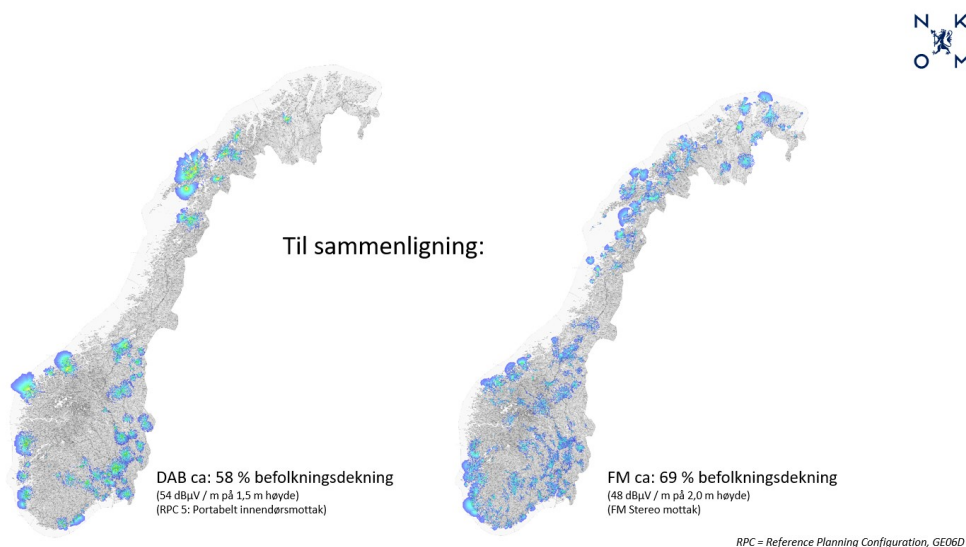 N K
O M
Til sammenligning:
DAB ca: 58 % befolkningsdekning
(54 dBµV / m på 1,5 m høyde)
(RPC 5: Portabelt innendørsmottak)
FM ca: 69 % befolkningsdekning
(48 dBµV / m på 2,0 m høyde)
(FM Stereo mottak)
RPC = Reference Planning Configuration, GE06D